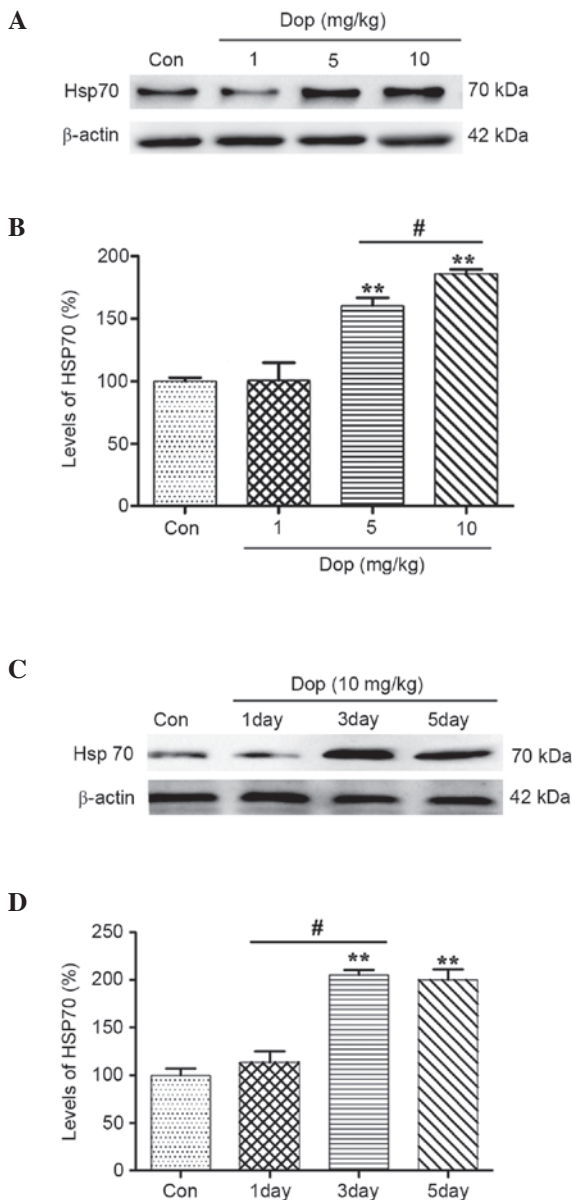 A
Dop (mg/kg)
Con 1 5 10
Hsp70 70 kDa
β-actin 42 kDa
B
#
** **
200
150
100
50
0
Levels of HSP70 (%)
Con 1 5 10
Dop (mg/kg)
C
Dop (10 mg/kg)
Con 1day 3day 5day
Hsp 70 70 kDa
β-actin 42 kDa
D
#
** **
250
200
150
100
50
0
Levels of HSP70 (%)
Con 1day 3day 5day